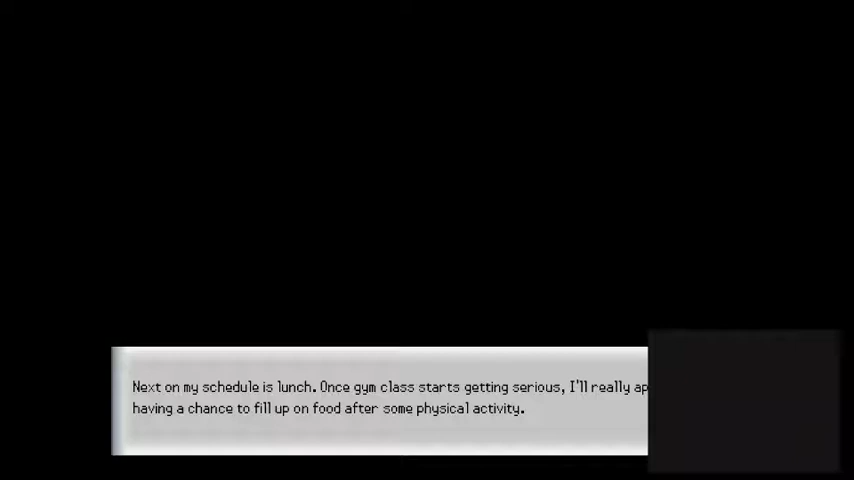 Next on my schedule is lunch. Once gym class starts getting serious, I'll really
having a chance to fill up on food after some physical activity.